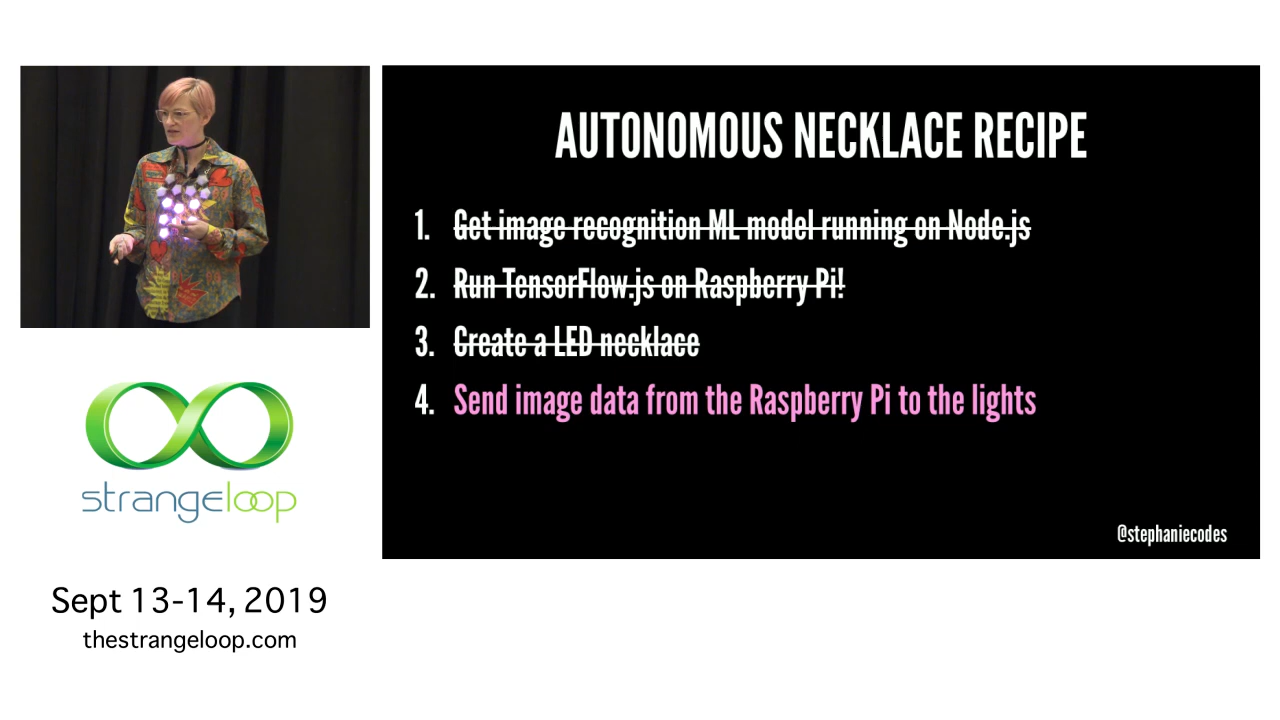 AUTONOMOUS NECKLACE RECIPE
1. Get image recognition ML model running on Node.js
2. Run TensorFlow.js on Raspberry Pi!
3. Create a LED necklace
4. Send image data from the Raspberry Pi to the lights
@stephaniecodes
strangeloop
Sept 13-14, 2019
thestrangeloop.com